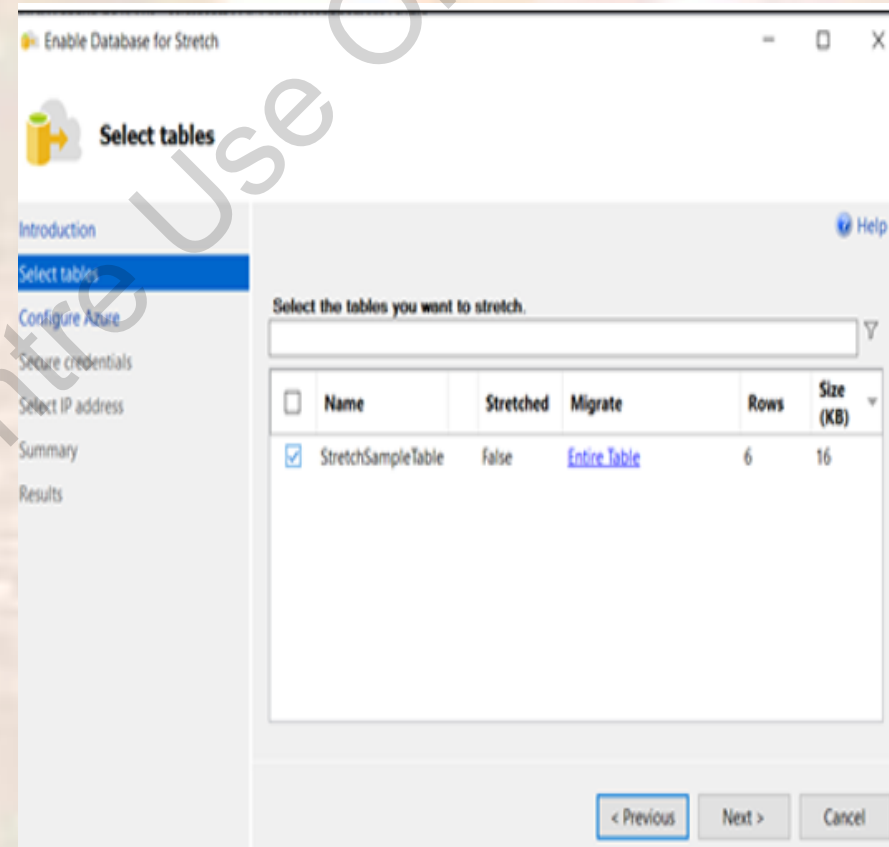 Enable Database for Stretch
Select tables
Introduction
Help
Select tables
Configure Azure
Secure credentials
Select IP address
Summary
Results
Select the tables you want to stretch.
Name Stretched Migrate Rows Size (KB)
StretchSampleTable False Entire Table 6 16
< Previous Next > Cancel
Use